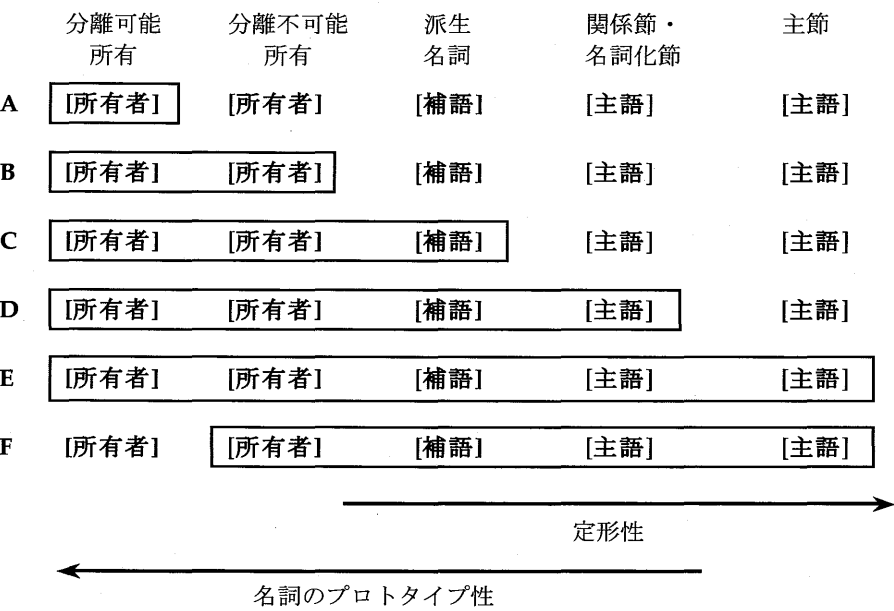 分離可能 分離不可能 派生 関係節・ 主節
所有 所有 名詞 名詞化節
A [所有者] [所有者] [補語] [主語] [主語]
B [所有者] [所有者] [補語] [主語] [主語]
C [所有者] [所有者] [補語] [主語] [主語]
D [所有者] [所有者] [補語] [主語] [主語]
E [所有者] [所有者] [補語] [主語] [主語]
F [所有者] [所有者] [補語] [主語] [主語]
定形性
名詞のプロトタイプ性